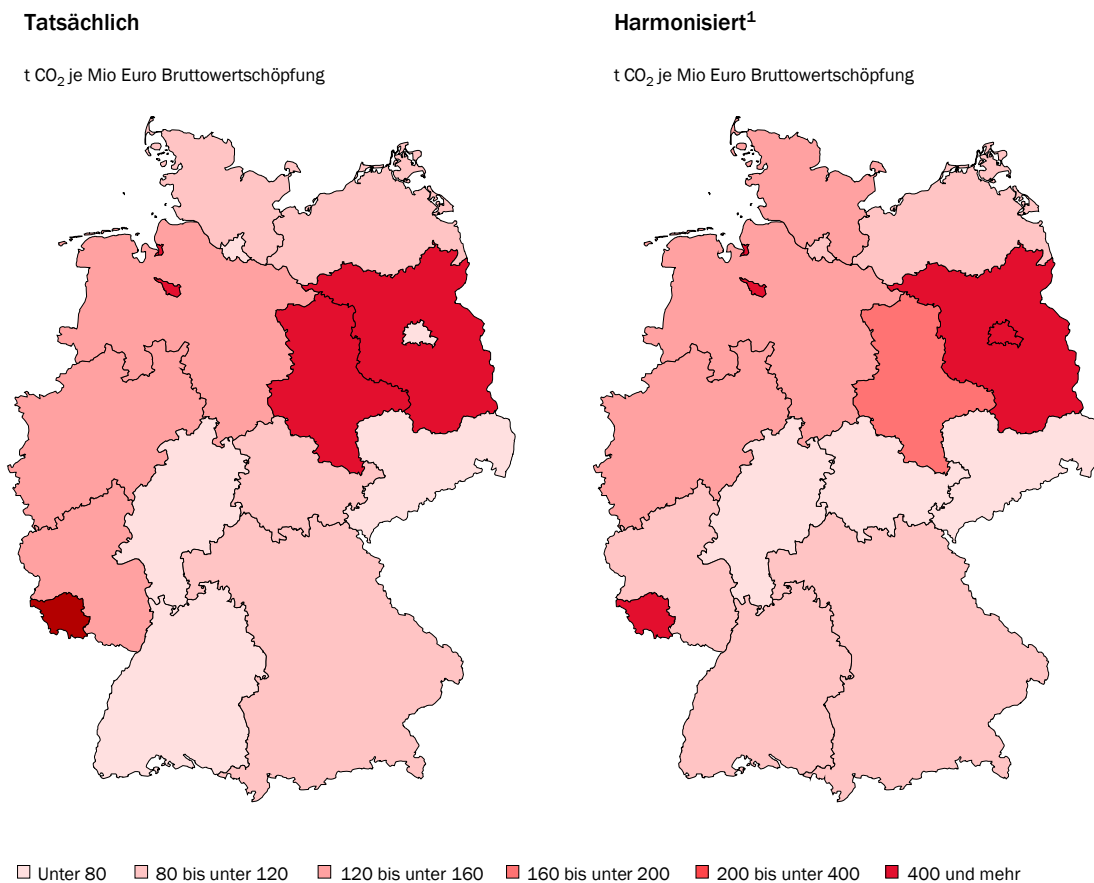 Tatsächlich
t CO₂ je Mio Euro Bruttowertschöpfung
Harmonisiert¹
t CO₂ je Mio Euro Bruttowertschöpfung
Unter 80 80 bis unter 120 120 bis unter 160 160 bis unter 200 200 bis unter 400 400 und mehr